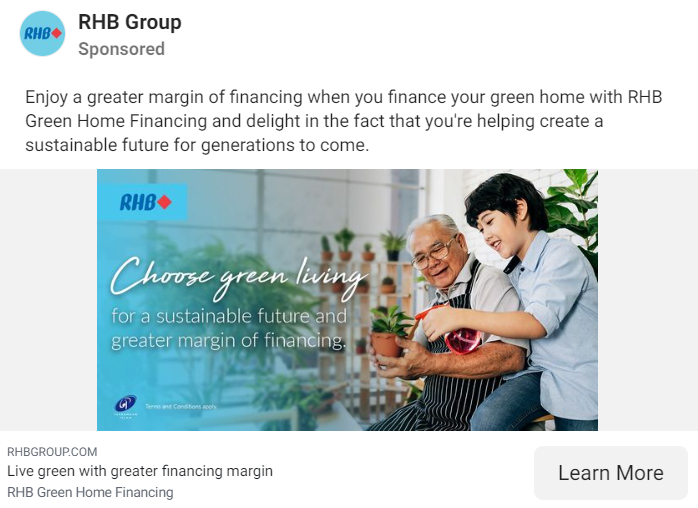 RHB
RHB Group
Sponsored
Enjoy a greater margin of financing when you finance your green home with RHB
Green Home Financing and delight in the fact that you're helping create a
sustainable future for generations to come.
RHB
Choose green living
for a sustainable future and
greater margin of financing.
Terms and Conditions apply
RHBGROUP.COM
Live green with greater financing margin
RHB Green Home Financing
Learn More